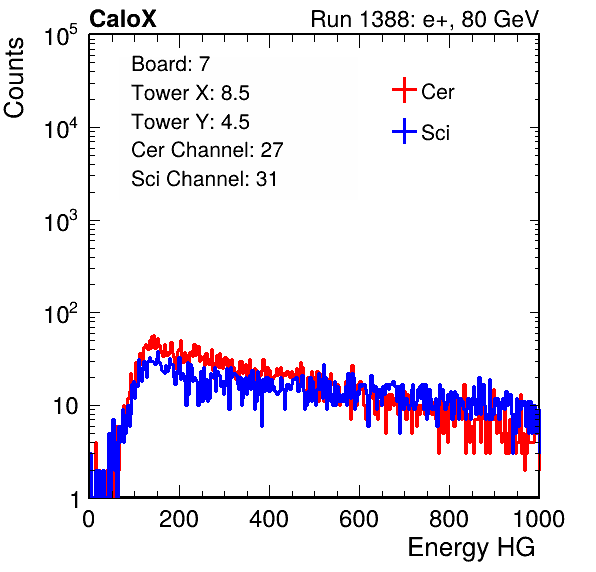 CaloX Run 1388: e+, 80 GeV
Counts
10^5
10^4
10^3
10^2
10
1
Board: 7
Tower X: 8.5
Tower Y: 4.5
Cer Channel: 27
Sci Channel: 31
Cer
Sci
0 200 400 600 800 1000
Energy HG